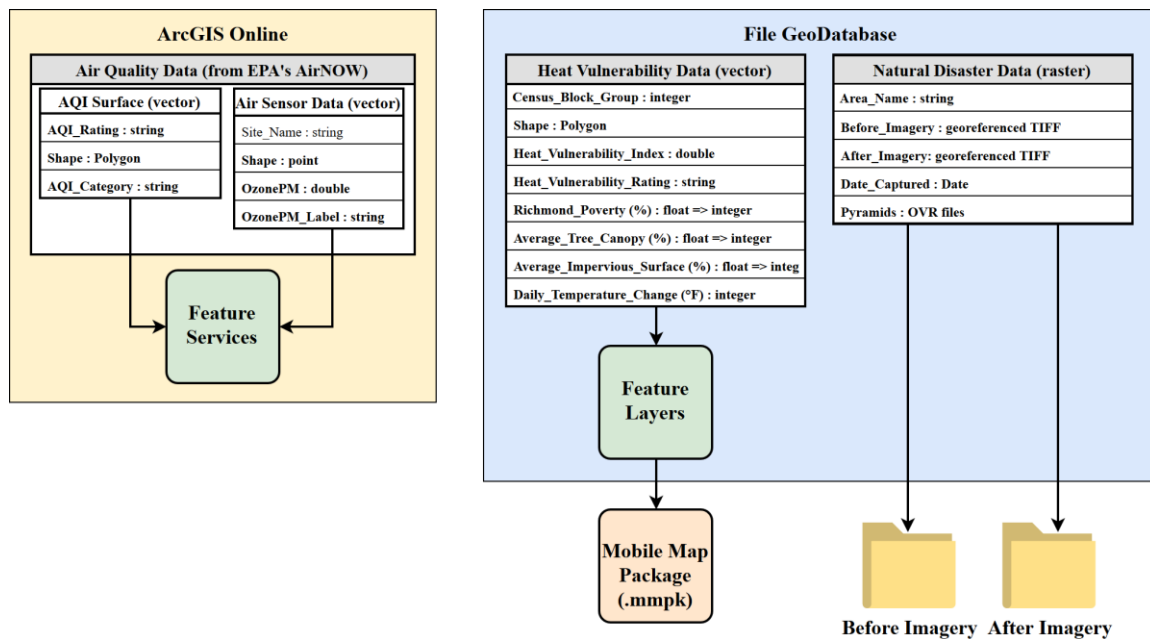 ArcGIS Online
Air Quality Data (from EPA's AirNOW)
AQI Surface (vector)
AQI_Rating : string
Shape : Polygon
AQI_Category : string
Air Sensor Data (vector)
Site_Name : string
Shape : point
OzonePM : double
OzonePM_Label : string
Feature
Services
File GeoDatabase
Heat Vulnerability Data (vector)
Census_Block_Group : integer
Shape : Polygon
Heat_Vulnerability_Index : double
Heat_Vulnerability_Rating : string
Richmond_Poverty (%) : float => integer
Average_Tree_Canopy (%) : float => integer
Average_Impervious_Surface (%) : float => integ
Daily_Temperature_Change (°F) : integer
Natural Disaster Data (raster)
Area_Name : string
Before_Imagery : georeferenced TIFF
After_Imagery: georeferenced TIFF
Date_Captured : Date
Pyramids : OVR files
Feature
Layers
Mobile Map
Package
(.mmpk)
Before Imagery
After Imagery